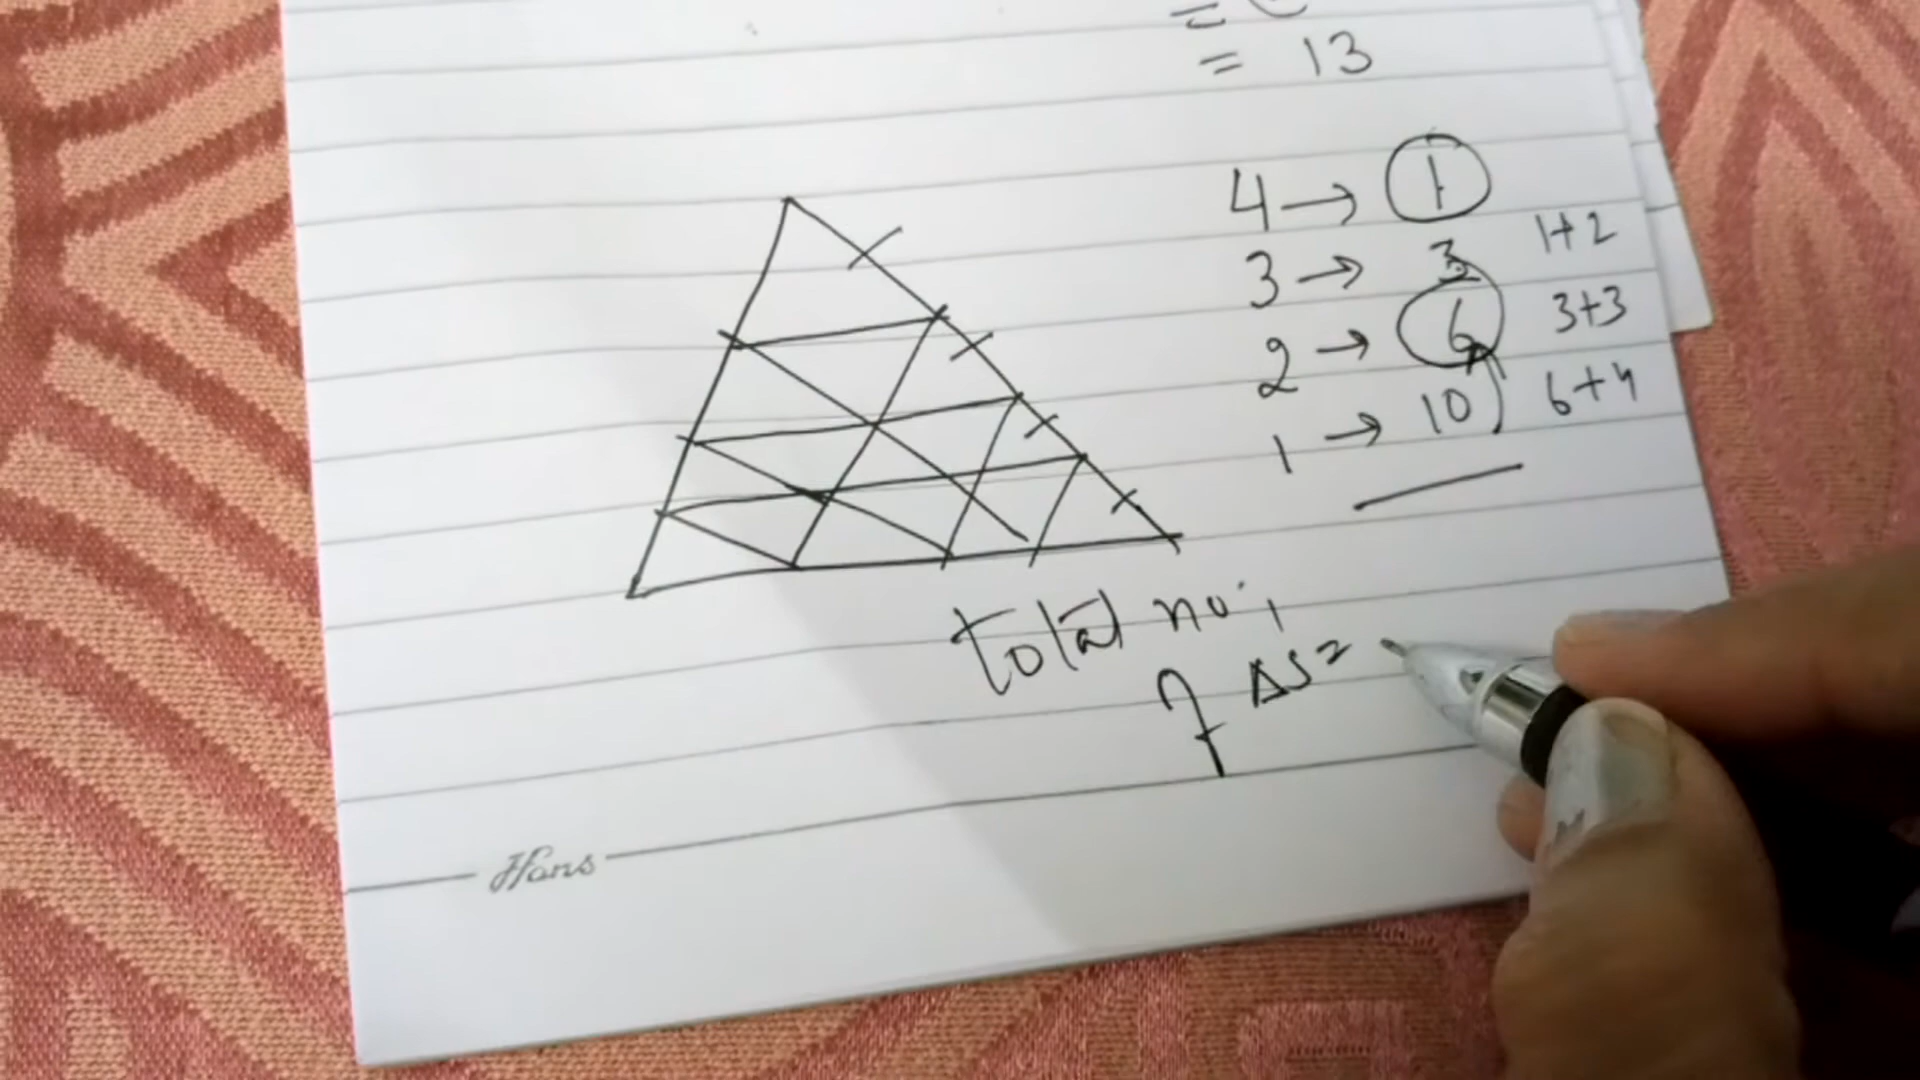 = 13
4 → 1
3 → 3 1+2
2 → 6 3+3
1 → 10 6+4
total no.
of Δs =
Hans